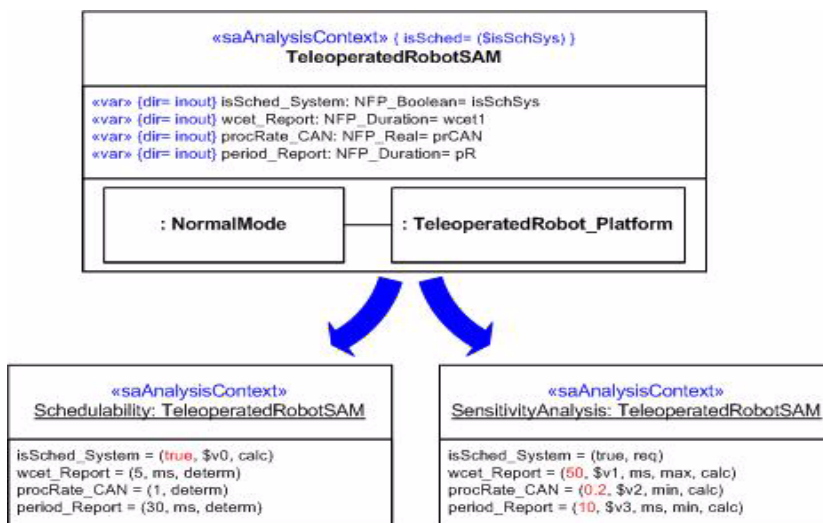 «saAnalysisContext» { isSched= ($isSchSys) }
TeleoperatedRobotSAM
«var» {dir= inout} isSched_System: NFP_Boolean= isSchSys
«var» {dir= inout} wcet_Report: NFP_Duration= wcet1
«var» {dir= inout} procRate_CAN: NFP_Real= prCAN
«var» {dir= inout} period_Report: NFP_Duration= pR
: NormalMode
: TeleoperatedRobot_Platform
«saAnalysisContext»
Schedulability: TeleoperatedRobotSAM
isSched_System = (true, $v0, calc)
wcet_Report = (5, ms, determ)
procRate_CAN = (1, determ)
period_Report = (30, ms, determ)
«saAnalysisContext»
SensitivityAnalysis: TeleoperatedRobotSAM
isSched_System = (true, req)
wcet_Report = (50, $v1, ms, max, calc)
procRate_CAN = (0.2, $v2, min, calc)
period_Report = (10, $v3, ms, min, calc)